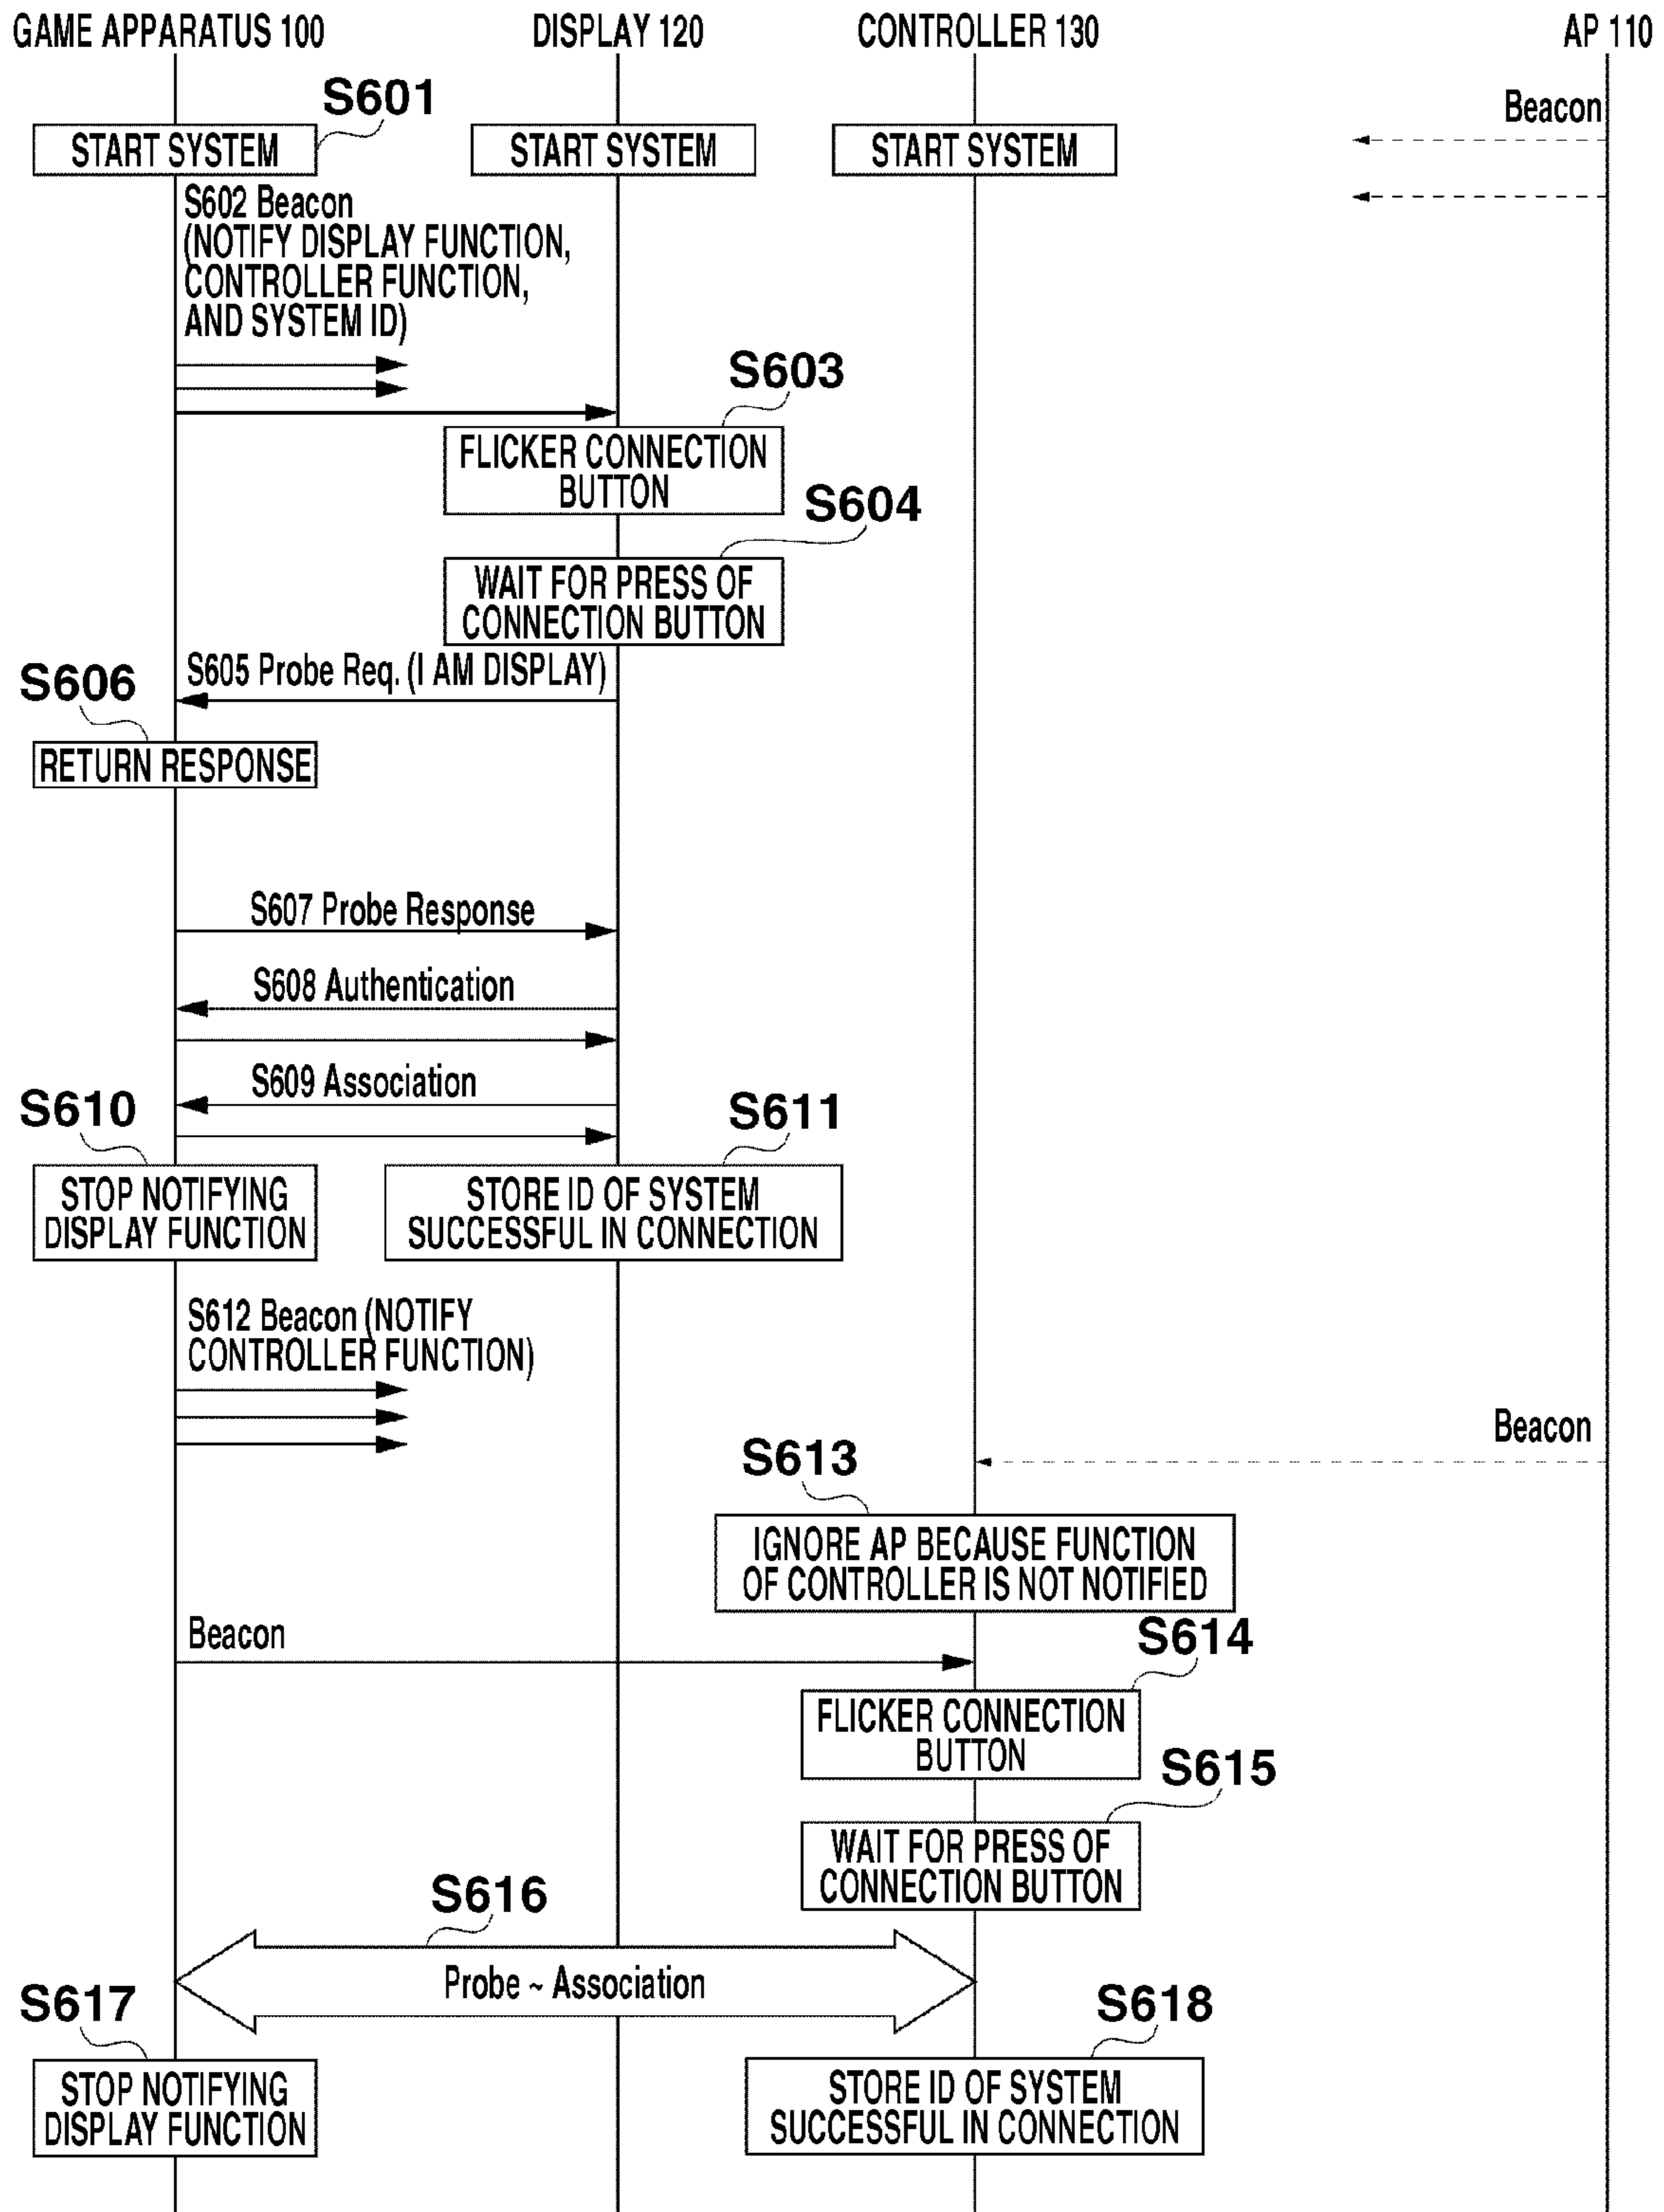 GAME APPARATUS 100
DISPLAY 120
CONTROLLER 130
AP 110
S601
Beacon
START SYSTEM
START SYSTEM
START SYSTEM
S602 Beacon
(NOTIFY DISPLAY FUNCTION,
CONTROLLER FUNCTION,
AND SYSTEM ID)
S603
FLICKER CONNECTION
BUTTON
S604
WAIT FOR PRESS OF
CONNECTION BUTTON
S605 Probe Req. (I AM DISPLAY)
S606
RETURN RESPONSE
S607 Probe Response
S608 Authentication
S609 Association
S610
S611
STOP NOTIFYING
DISPLAY FUNCTION
STORE ID OF SYSTEM
SUCCESSFUL IN CONNECTION
S612 Beacon (NOTIFY
CONTROLLER FUNCTION)
Beacon
S613
IGNORE AP BECAUSE FUNCTION
OF CONTROLLER IS NOT NOTIFIED
Beacon
S614
FLICKER CONNECTION
BUTTON
S615
WAIT FOR PRESS OF
CONNECTION BUTTON
S616
Probe ~ Association
S617
S618
STOP NOTIFYING
DISPLAY FUNCTION
STORE ID OF SYSTEM
SUCCESSFUL IN CONNECTION